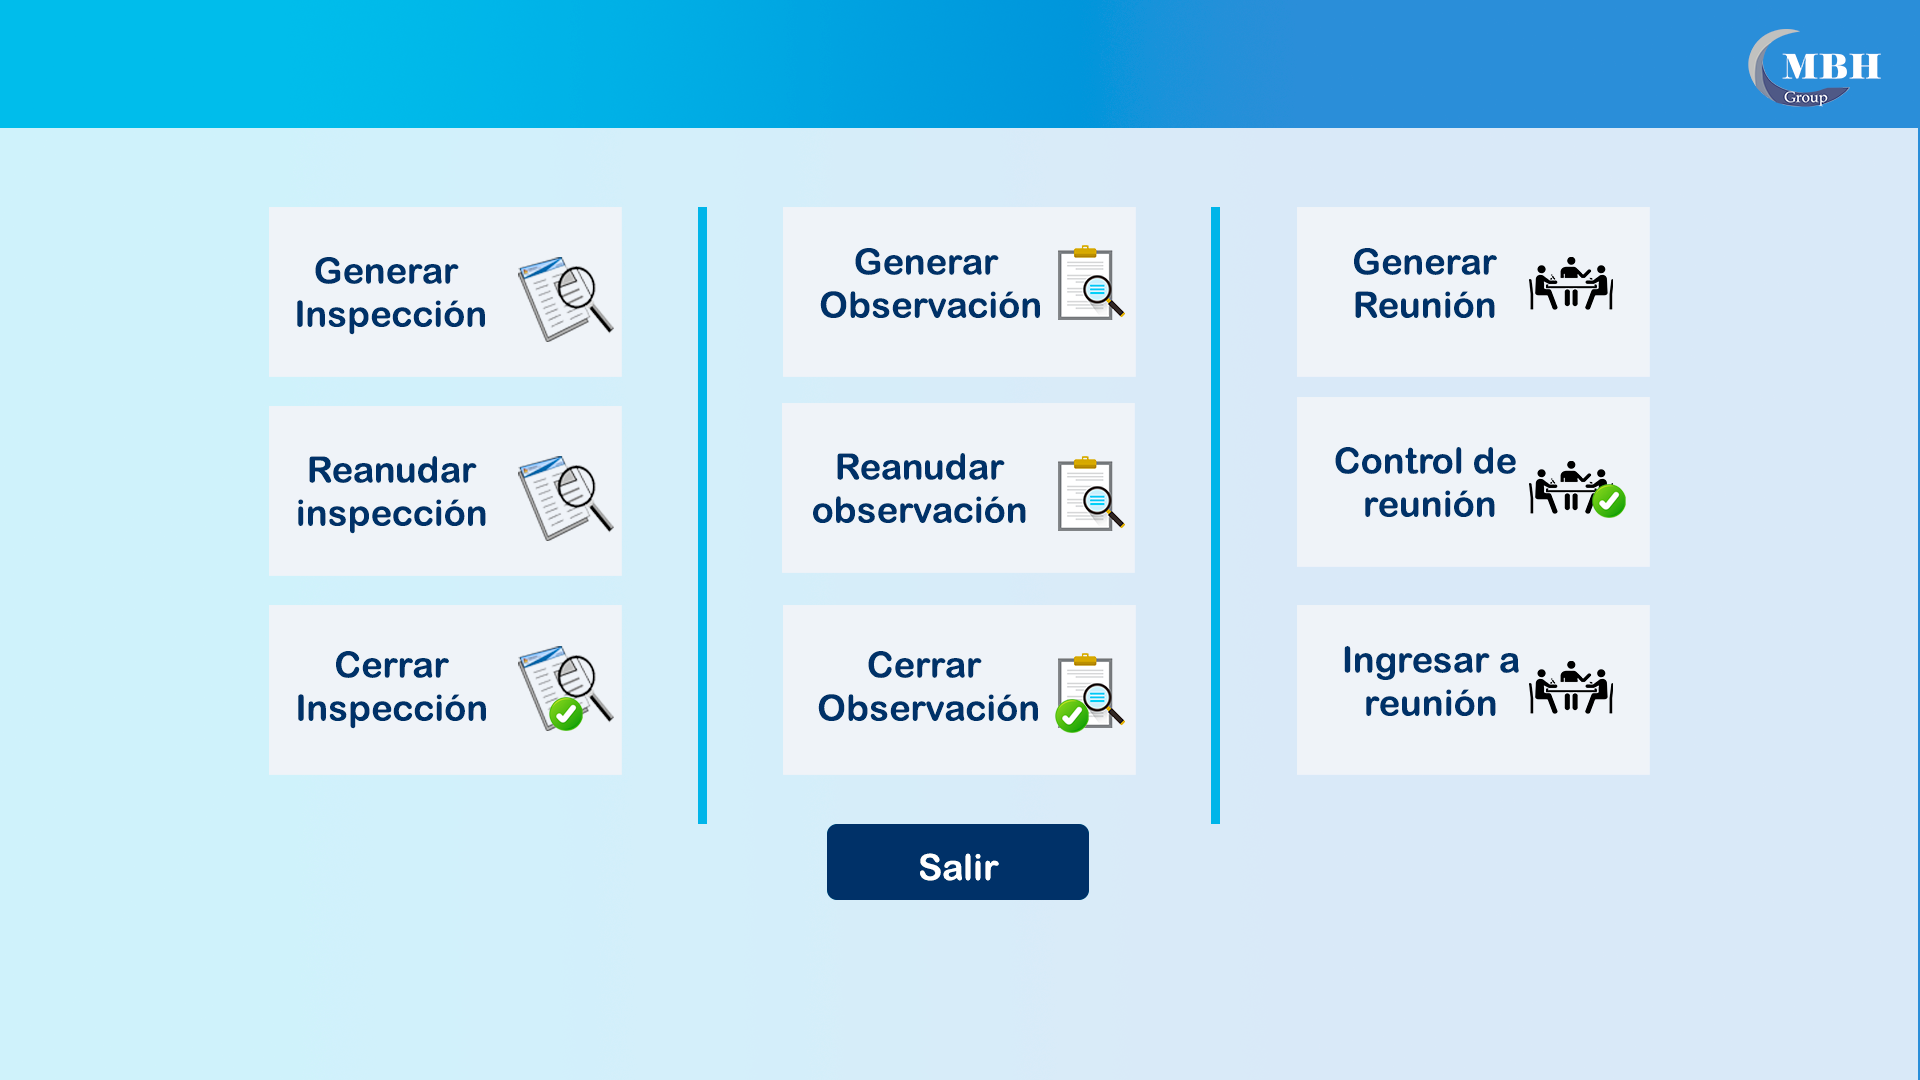 MBH
Group
Generar
Inspección
Generar
Observación
Generar
Reunión
Reanudar
inspección
Reanudar
observación
Control de
reunión
Cerrar
Inspección
Cerrar
Observación
Ingresar a
reunión
Salir